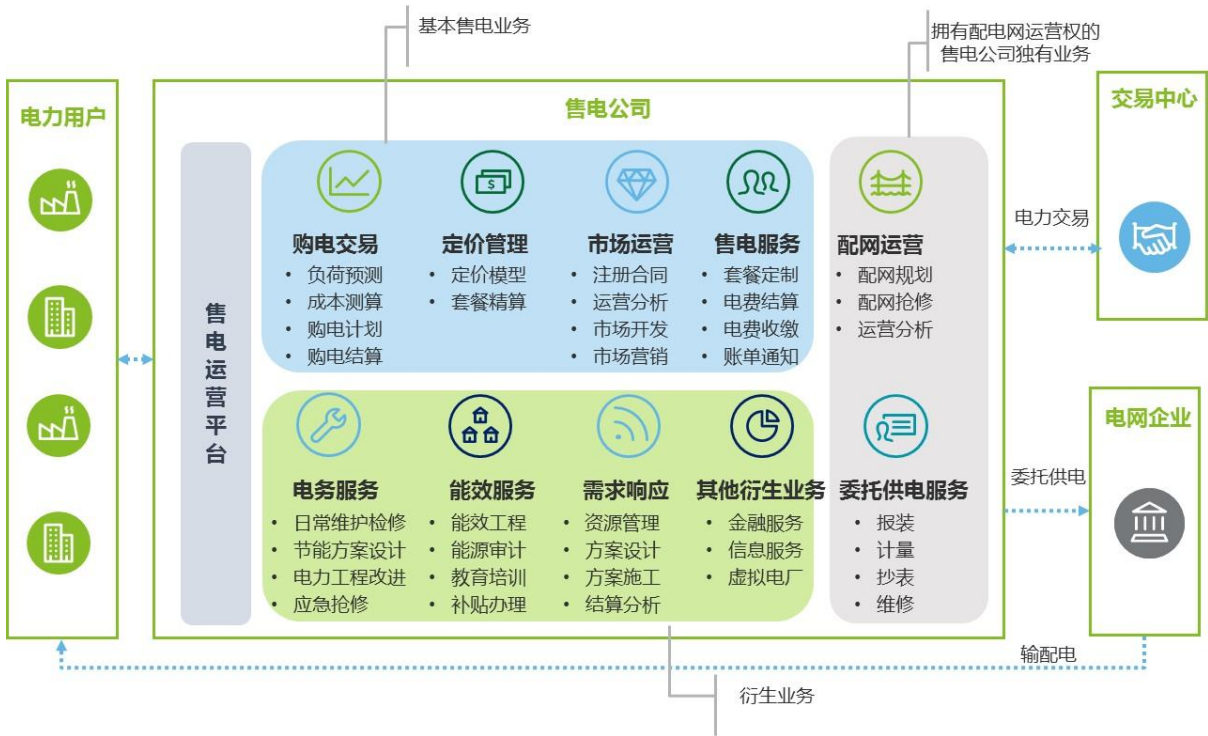 基本售电业务
拥有配电网运营权的
售电公司独有业务
电力用户
售电公司
交易中心
售电运营平台
购电交易
• 负荷预测
• 成本测算
• 购电计划
• 购电结算
定价管理
• 定价模型
• 套餐精算
市场运营
• 注册合同
• 运营分析
• 市场开发
• 市场营销
售电服务
• 套餐定制
• 电费结算
• 电费收缴
• 账单通知
配网运营
• 配网规划
• 配网抢修
• 运营分析
电力交易
电务服务
• 日常维护检修
• 节能方案设计
• 电力工程改进
• 应急抢修
能效服务
• 能效工程
• 能源审计
• 教育培训
• 补贴办理
需求响应
• 资源管理
• 方案设计
• 方案施工
• 结算分析
其他衍生业务
• 金融服务
• 信息服务
• 虚拟电厂
委托供电服务
• 报装
• 计量
• 抄表
• 维修
电网企业
委托供电
输配电
衍生业务